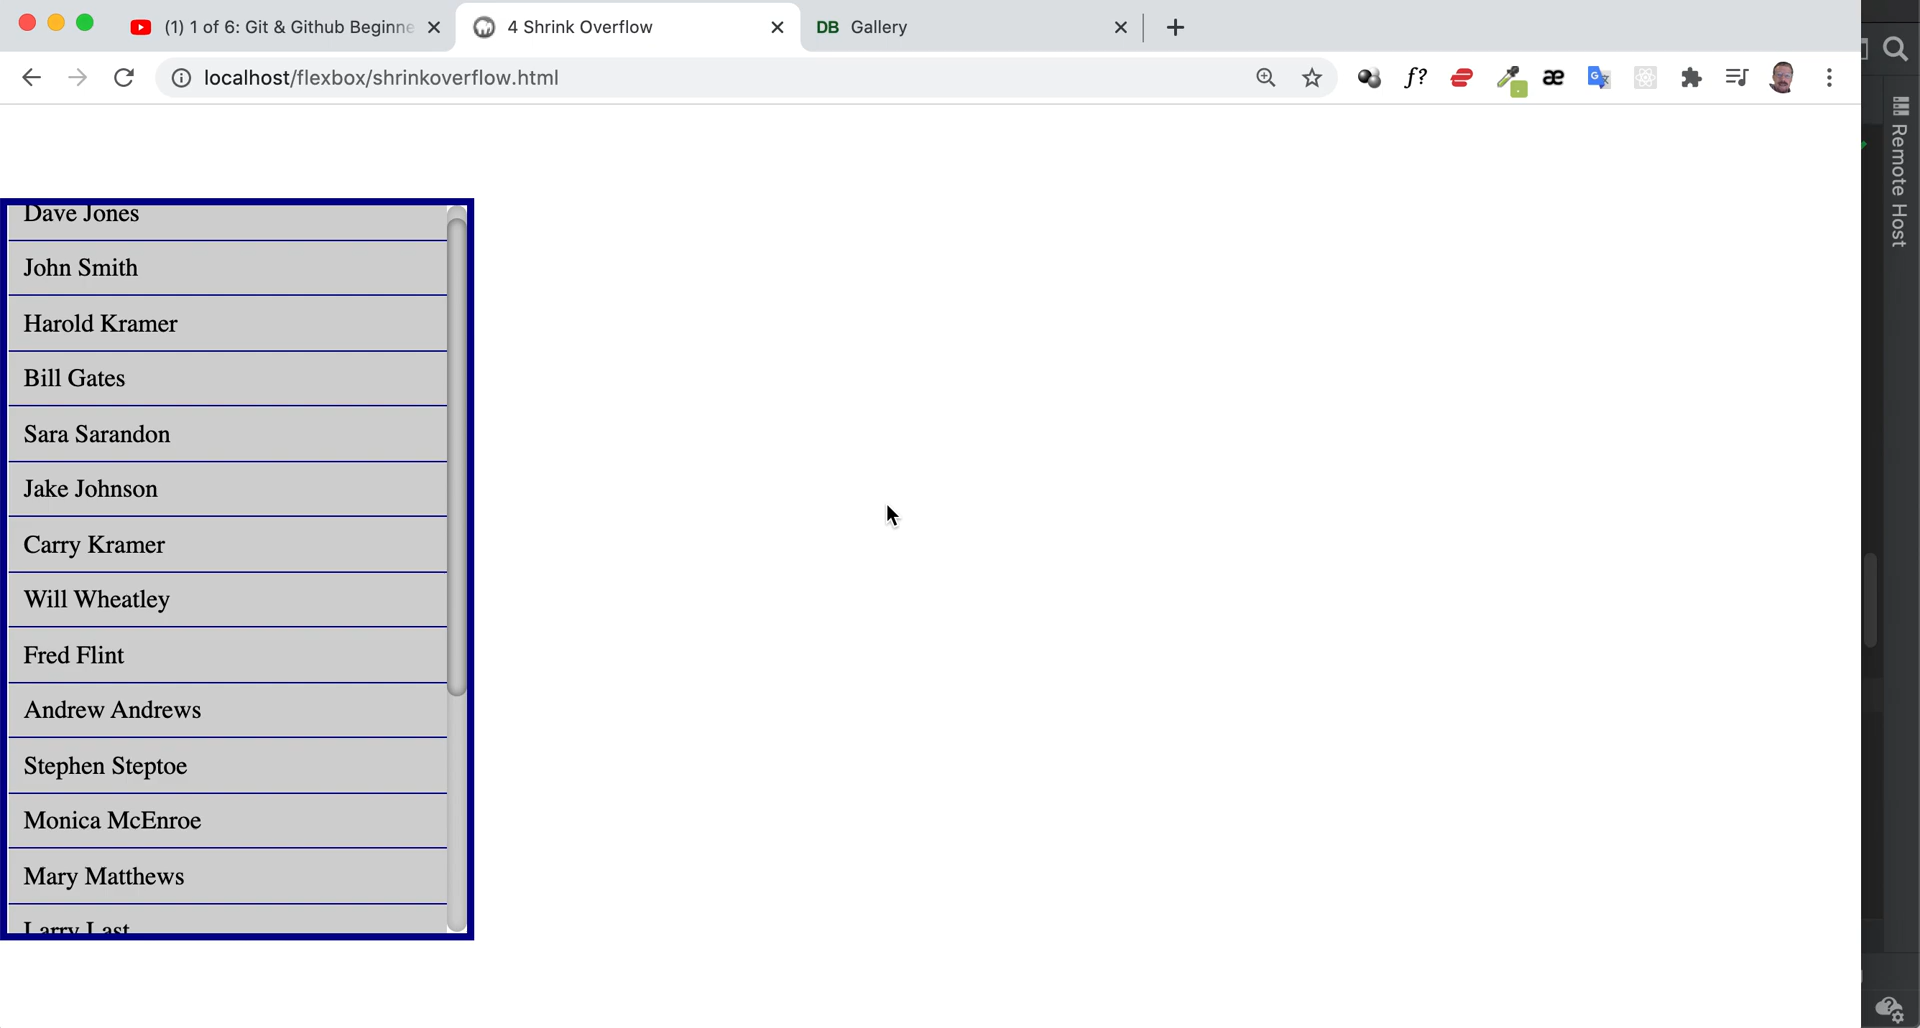 (1) 1 of 6: Git & Github Beginne
4 Shrink Overflow
DB Gallery
localhost/flexbox/shrinkoverflow.html
f?
æ
Remote Host
Dave Jones
John Smith
Harold Kramer
Bill Gates
Sara Sarandon
Jake Johnson
Carry Kramer
Will Wheatley
Fred Flint
Andrew Andrews
Stephen Steptoe
Monica McEnroe
Mary Matthews
Larry Last